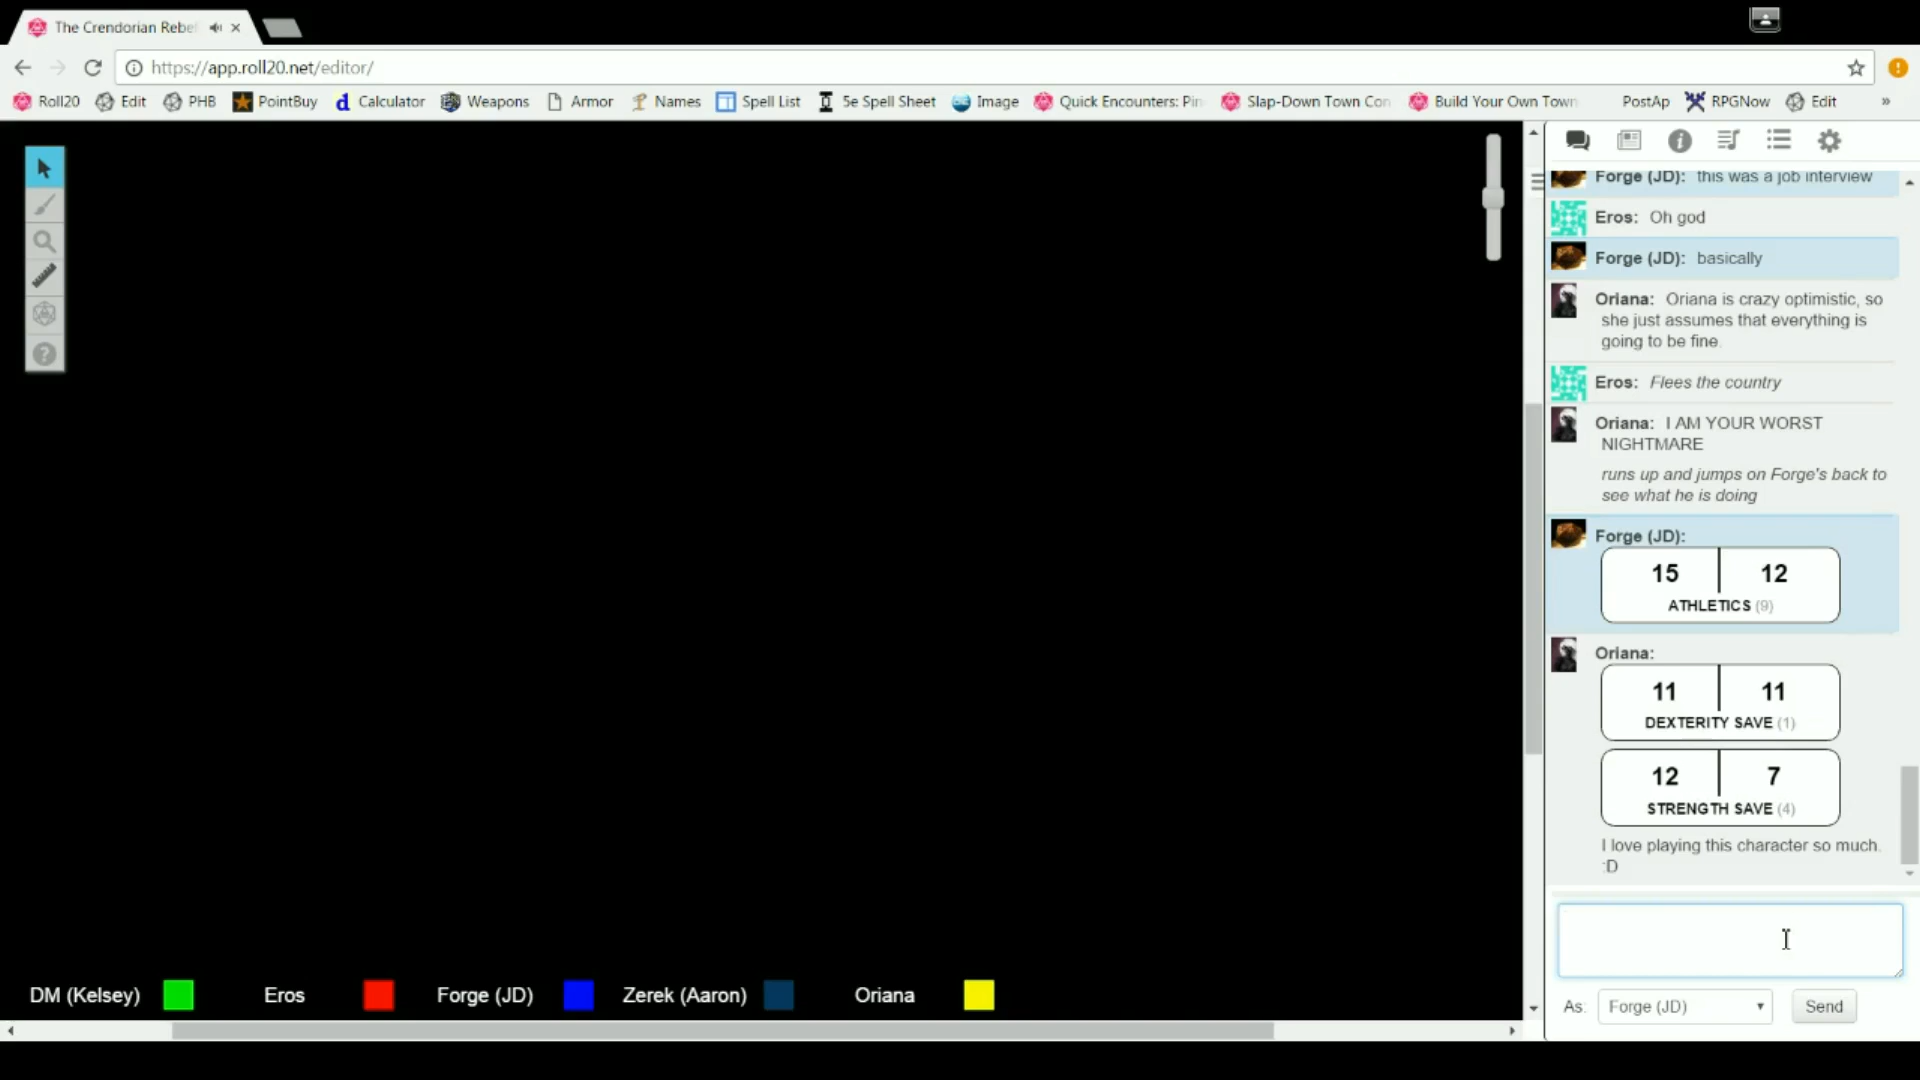 The Crendorian Rebel
https://app.roll20.net/editor/
Roll20 Edit PHB PointBuy Calculator Weapons Armor Names Spell List 5e Spell Sheet Image Quick Encounters: Pin Slap-Down Town Con Build Your Own Town PostAp RPGNow Edit »
Forge (JD): this was a job interview
Eros: Oh god
Forge (JD): basically
Oriana: Oriana is crazy optimistic, so
she just assumes that everything is
going to be fine.
Eros: Flees the country
Oriana: I AM YOUR WORST
NIGHTMARE
runs up and jumps on Forge's back to
see what he is doing
Forge (JD):
15 12
ATHLETICS (9)
Oriana:
11 11
DEXTERITY SAVE (1)
12 7
STRENGTH SAVE (4)
I love playing this character so much.
:D
As: Forge (JD) Send
DM (Kelsey) Eros Forge (JD) Zerek (Aaron) Oriana